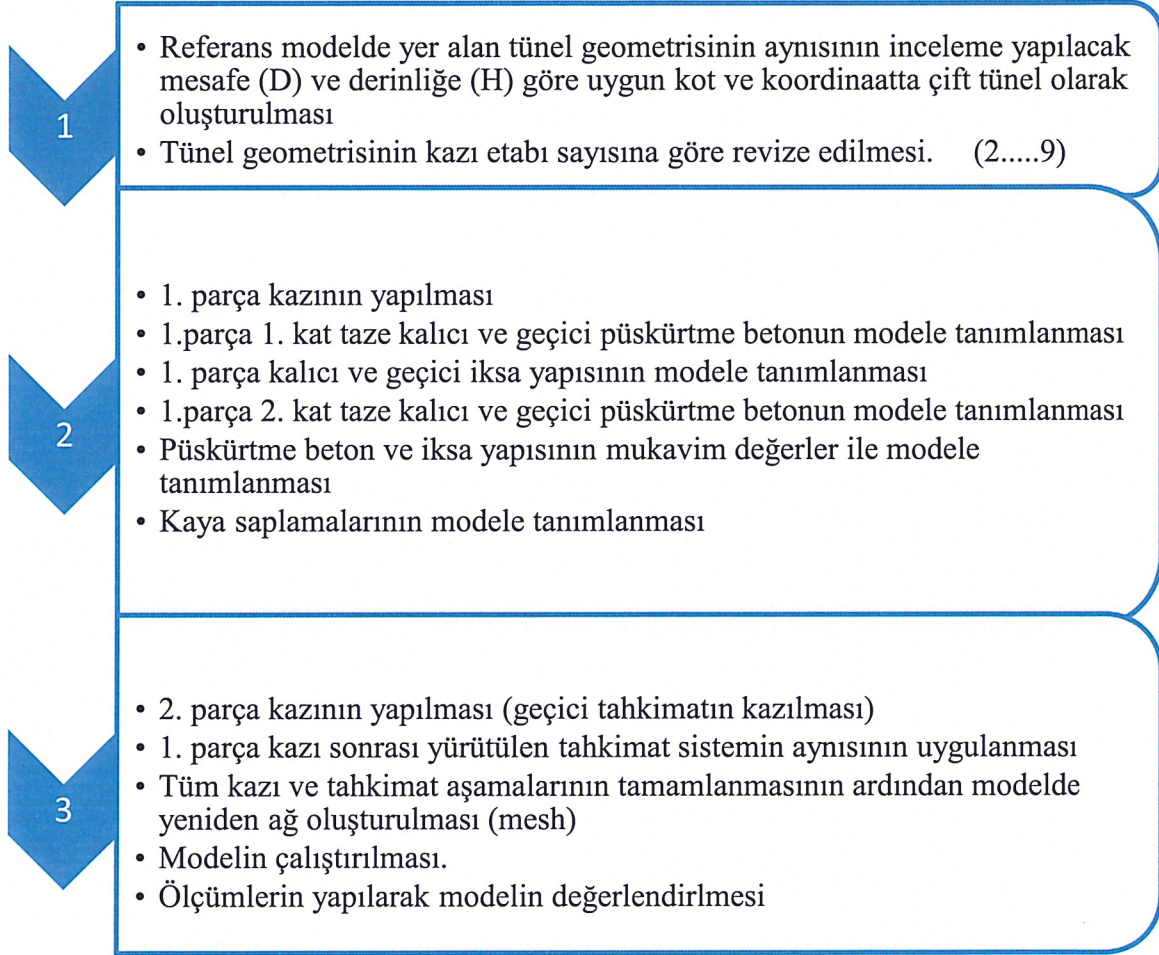 1
• Referans modelde yer alan tünel geometrisinin aynısının inceleme yapılacak
mesafe (D) ve derinliğe (H) göre uygun kot ve koordinaatta çift tünel olarak
oluşturulması
• Tünel geometrisinin kazı etabı sayısına göre revize edilmesi. (2.....9)
2
• 1. parça kazının yapılması
• 1.parça 1. kat taze kalıcı ve geçici püskürtme betonun modele tanımlanması
• 1. parça kalıcı ve geçici iksa yapısının modele tanımlanması
• 1.parça 2. kat taze kalıcı ve geçici püskürtme betonun modele tanımlanması
• Püskürtme beton ve iksa yapısının mukavim değerler ile modele
tanımlanması
• Kaya saplamalarının modele tanımlanması
3
• 2. parça kazının yapılması (geçici tahkimatın kazılması)
• 1. parça kazı sonrası yürütülen tahkimat sistemin aynısının uygulanması
• Tüm kazı ve tahkimat aşamalarının tamamlanmasının ardından modelde
yeniden ağ oluşturulması (mesh)
• Modelin çalıştırılması.
• Ölçümlerin yapılarak modelin değerlendirilmesi